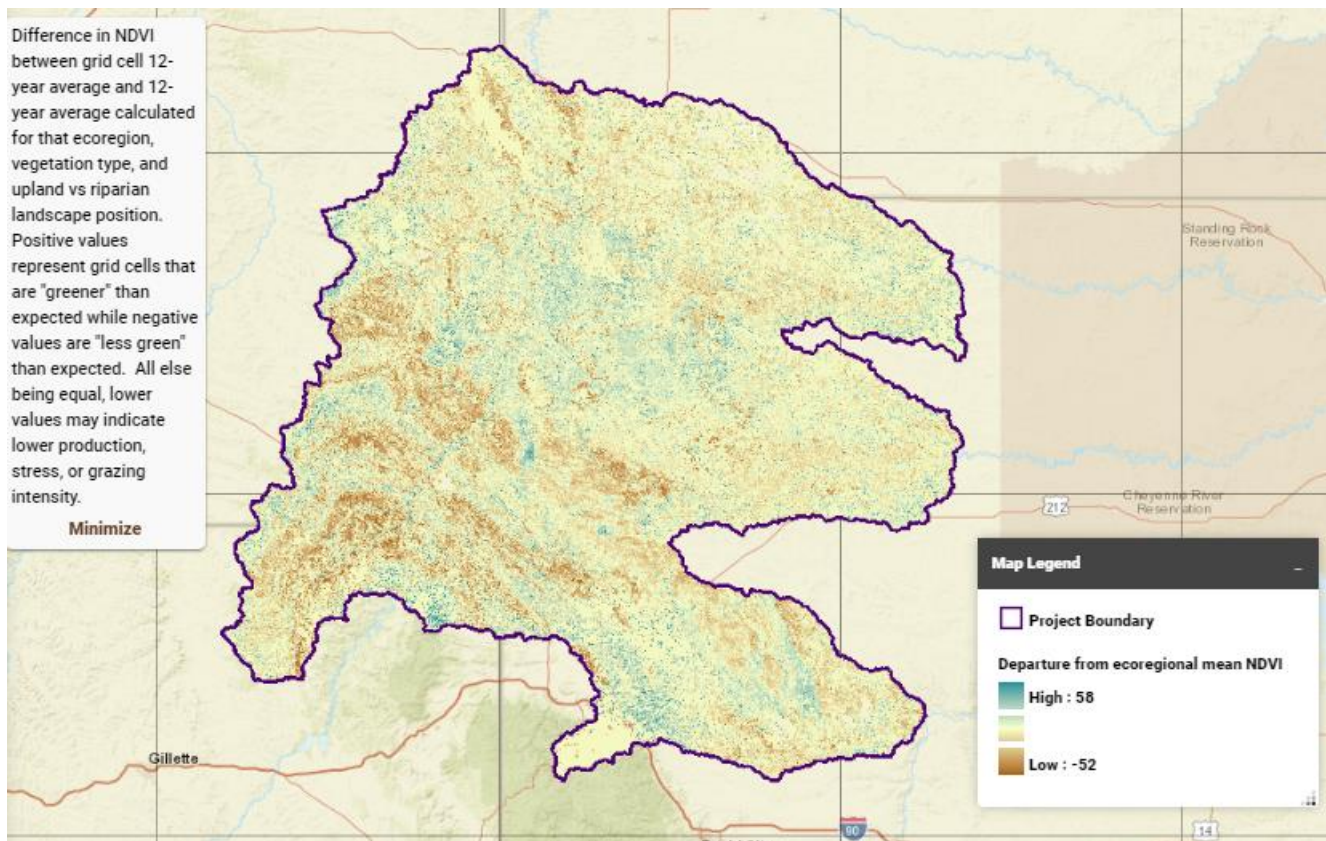 Difference in NDVI
between grid cell 12-
year average and 12-
year average calculated
for that ecoregion,
vegetation type, and
upland vs riparian
landscape position.
Positive values
represent grid cells that
are "greener" than
expected while negative
values are "less green"
than expected.  All else
being equal, lower
values may indicate
lower production,
stress, or grazing
intensity.
Minimize
Standing Rock
Reservation
212
Cheyenne River
Reservation
Map Legend
Project Boundary
Departure from ecoregional mean NDVI
High : 58
Low : -52
Gillette
90
14